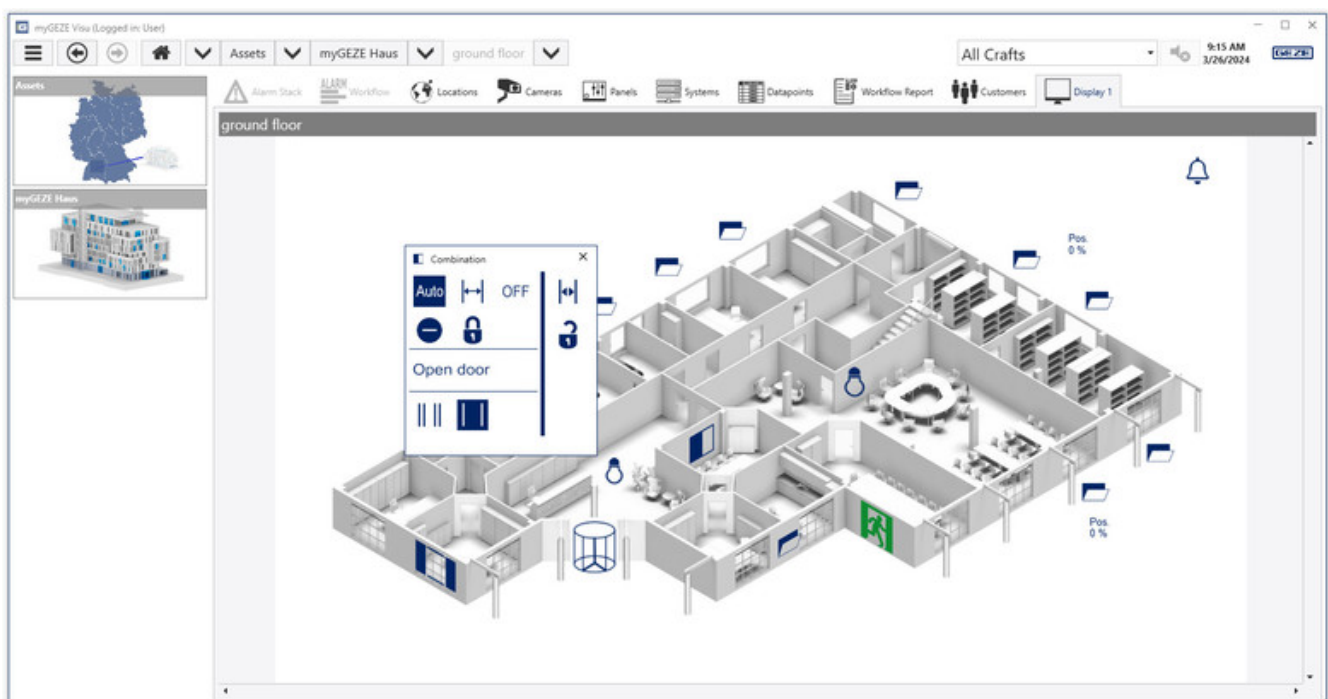 myGEZE Visu (Logged in: User)
Assets
myGEZE Haus
ground floor
All Crafts
9:15 AM
3/26/2024
GEZE
Assets
myGEZE Haus
Alarm Stack
ALARM
Workflow
Locations
Cameras
Panels
Systems
Datapoints
Workflow Report
Customers
Display 1
ground floor
Combination
Auto
OFF
Open door
Pos.
0 %
Pos.
0 %